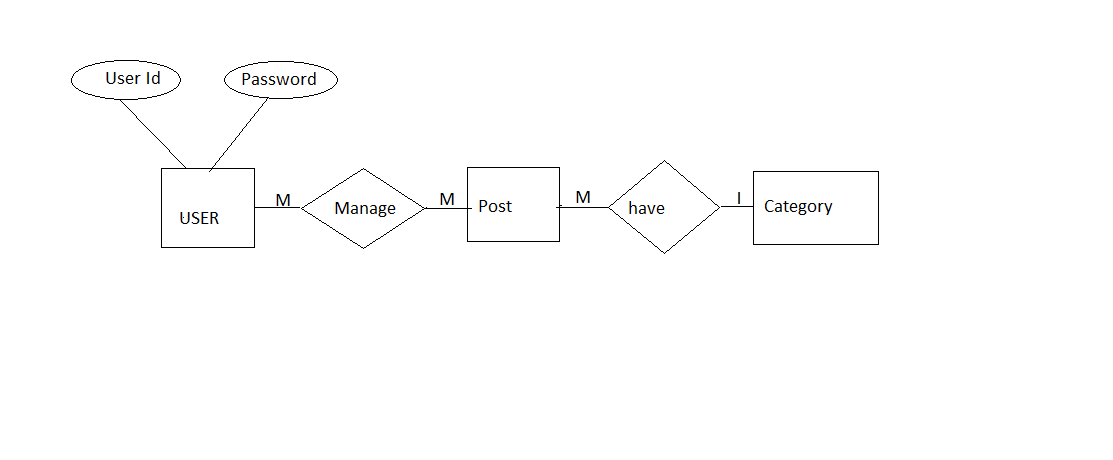 User Id
Password
USER
M
Manage
M
Post
M
have
I
Category